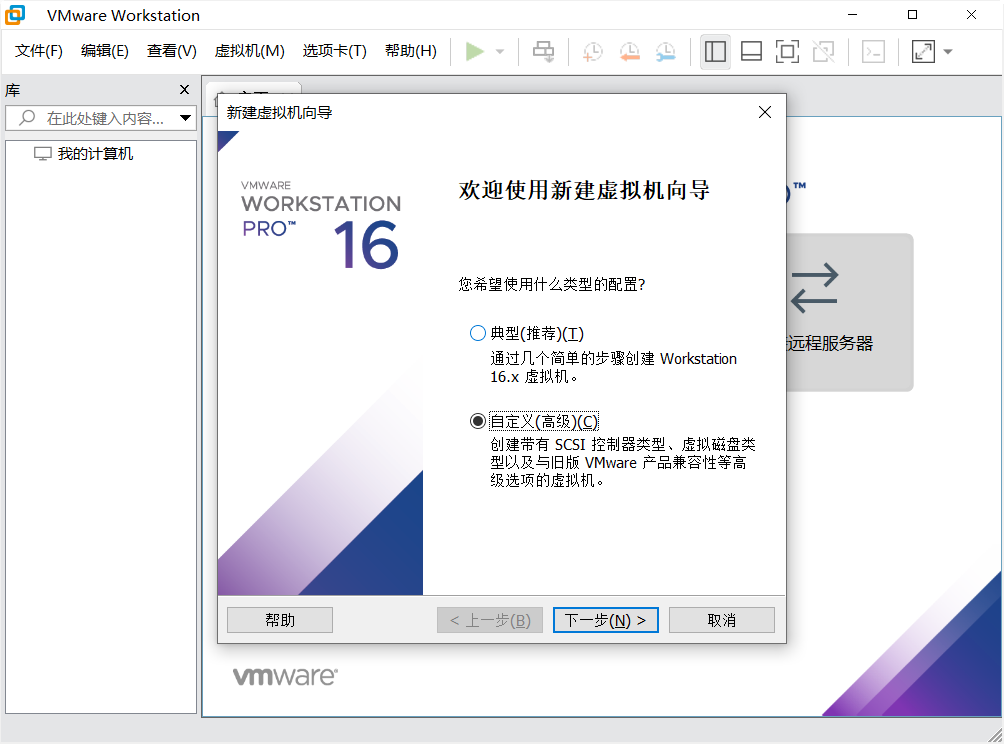 VMware Workstation
文件(F) 编辑(E) 查看(V) 虚拟机(M) 选项卡(T) 帮助(H)
库
在此处键入内容...
我的计算机
新建虚拟机向导
VMWARE
WORKSTATION
PRO™
16
欢迎使用新建虚拟机向导
您希望使用什么类型的配置?
典型(推荐)(T)
通过几个简单的步骤创建 Workstation
16.x 虚拟机。
自定义(高级)(C)
创建带有 SCSI 控制器类型、虚拟磁盘类
型以及与旧版 VMware 产品兼容性等高
级选项的虚拟机。
™
远程服务器
帮助
< 上一步(B)
下一步(N) >
取消
vmware®